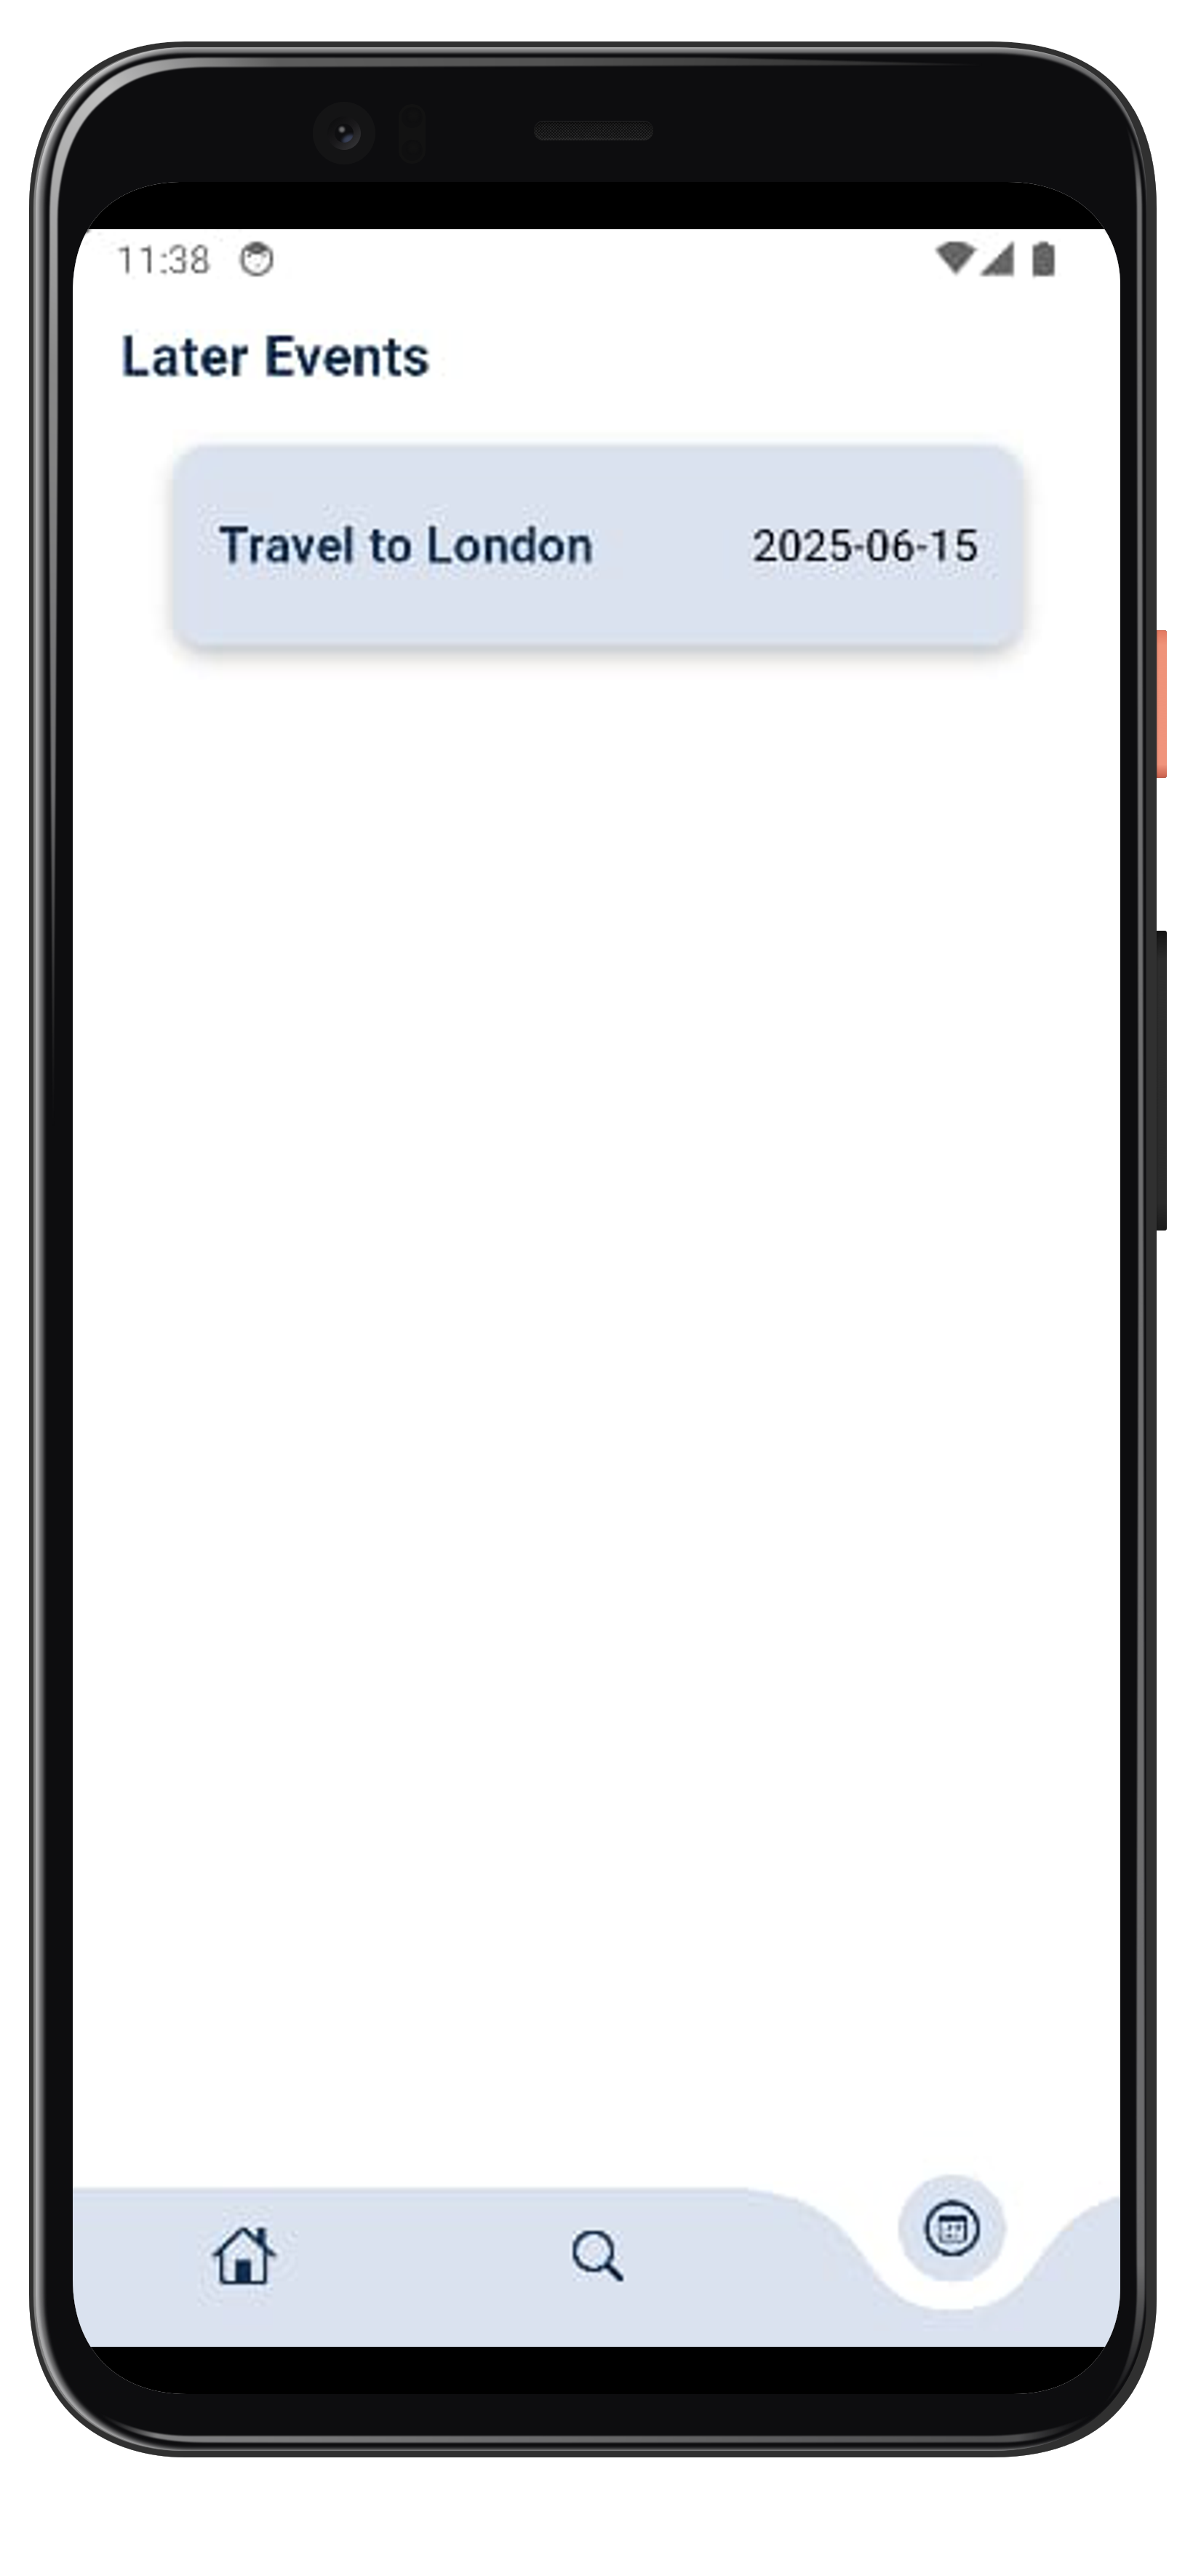 11:38
Later Events
Travel to London 2025-06-15